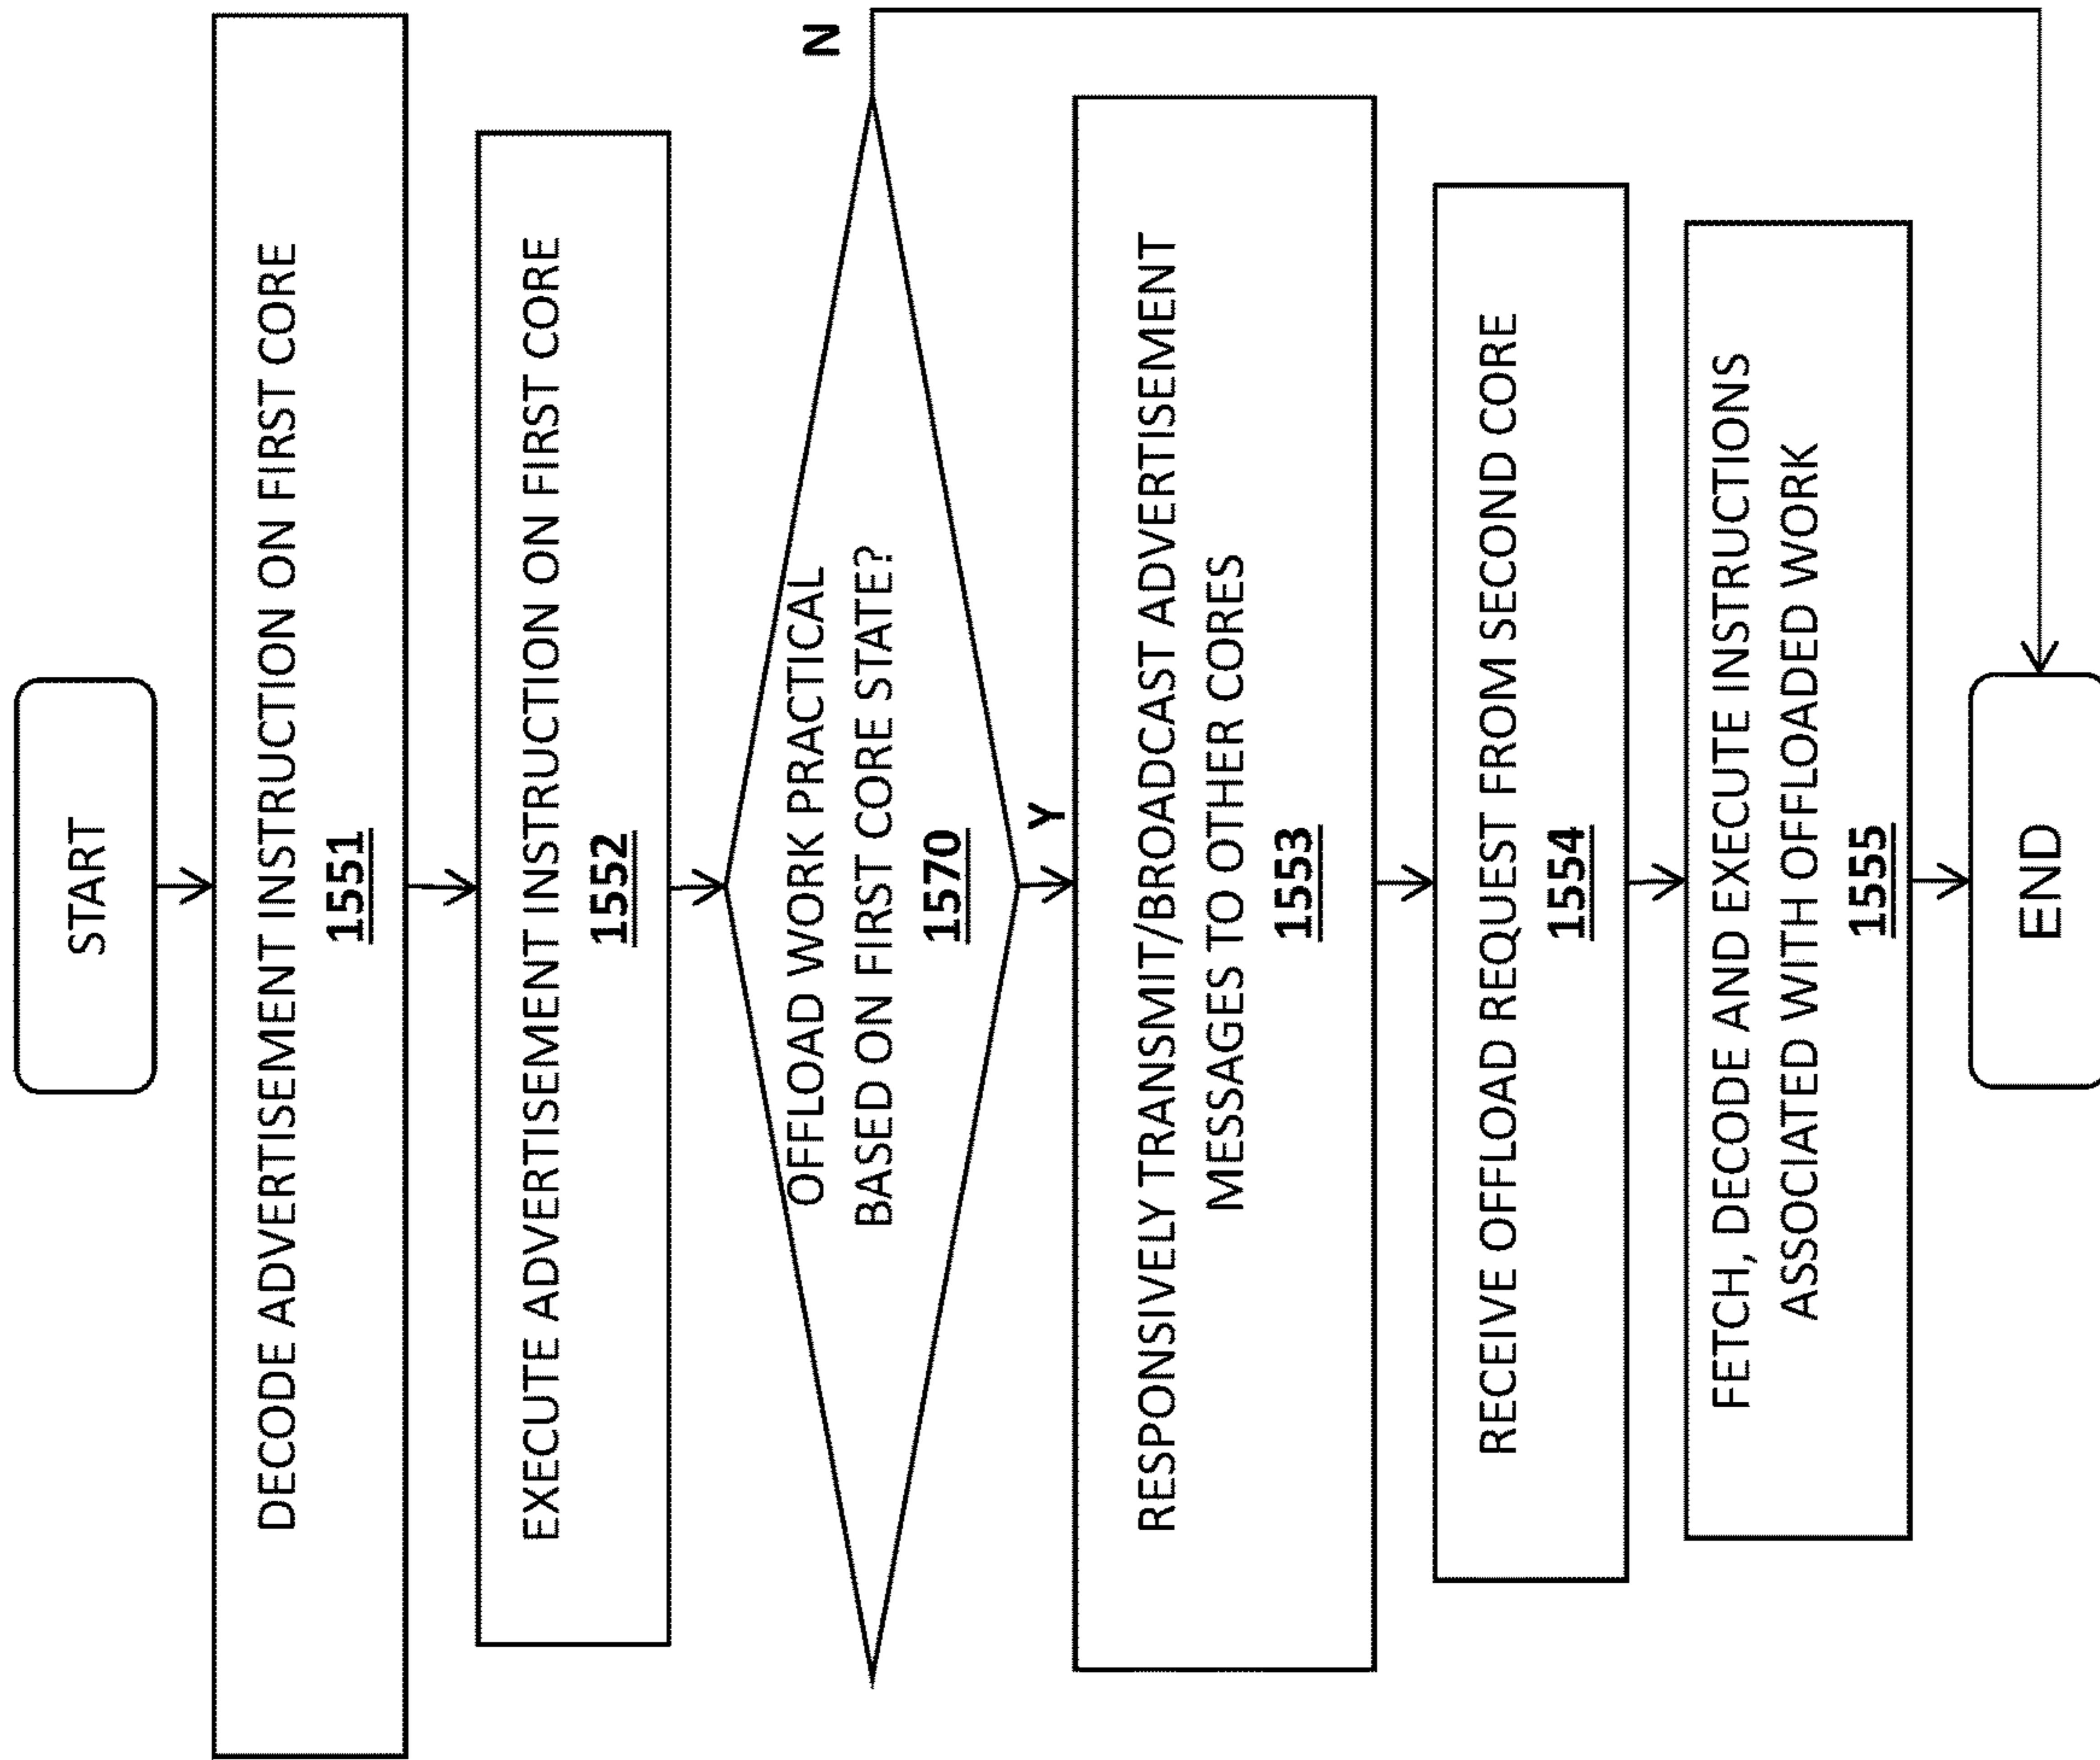 START
DECODE ADVERTISEMENT INSTRUCTION ON FIRST CORE
1551
EXECUTE ADVERTISEMENT INSTRUCTION ON FIRST CORE
1552
OFFLOAD WORK PRACTICAL
BASED ON FIRST CORE STATE?
1570
N
Y
RESPONSIVELY TRANSMIT/BROADCAST ADVERTISEMENT
MESSAGES TO OTHER CORES
1553
RECEIVE OFFLOAD REQUEST FROM SECOND CORE
1554
FETCH, DECODE AND EXECUTE INSTRUCTIONS
ASSOCIATED WITH OFFLOADED WORK
1555
END